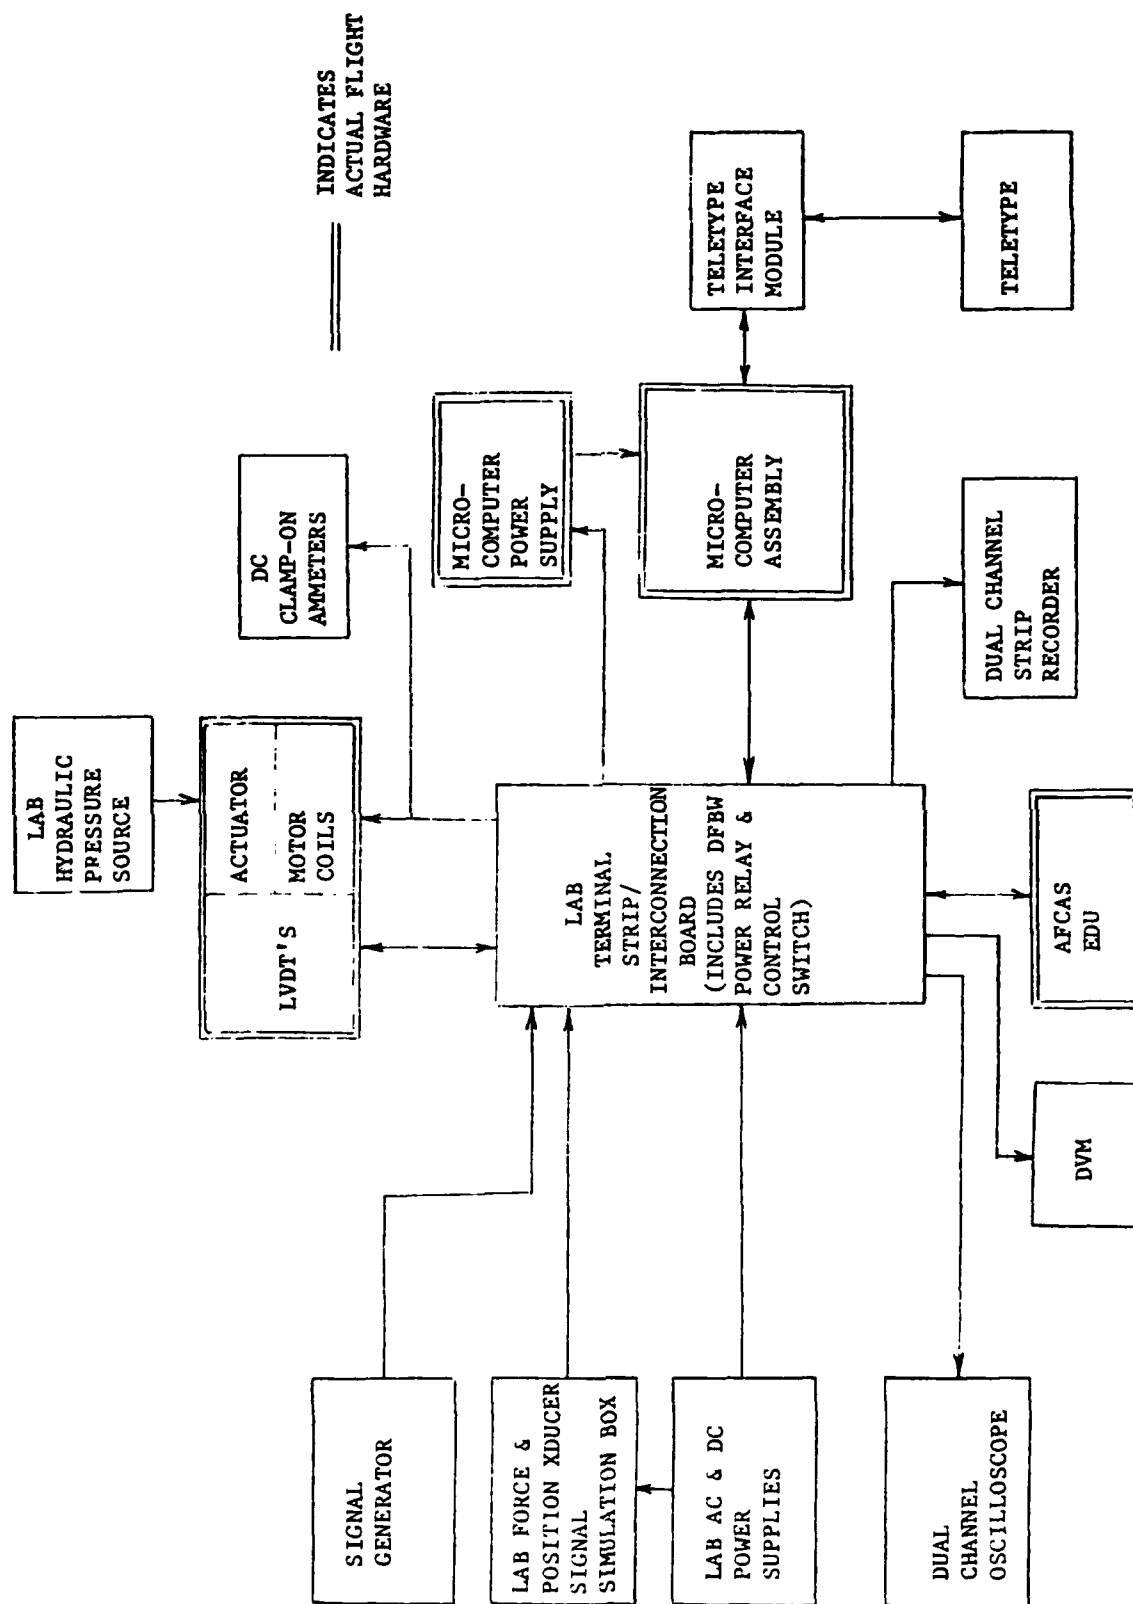 LAB
HYDRAULIC
PRESSURE
SOURCE
ACTUATOR
MOTOR
COILS
LVDT'S
DC
CLAMP-ON
AMMETERS
INDICATES
ACTUAL FLIGHT
HARDWARE
MICRO-
COMPUTER
POWER
SUPPLY
MICRO-
COMPUTER
ASSEMBLY
TELETYPE
INTERFACE
MODULE
TELETYPE
SIGNAL
GENERATOR
LAB FORCE &
POSITION XDUCER
SIGNAL
SIMULATION BOX
LAB AC & DC
POWER
SUPPLIES
LAB
TERMINAL
STRIP/
INTERCONNECTION
BOARD
(INCLUDES DFBW
POWER RELAY &
CONTROL
SWITCH)
DUAL
CHANNEL
OSCILLOSCOPE
DVM
AFCAS
EDU
DUAL CHANNEL
STRIP
RECORDER